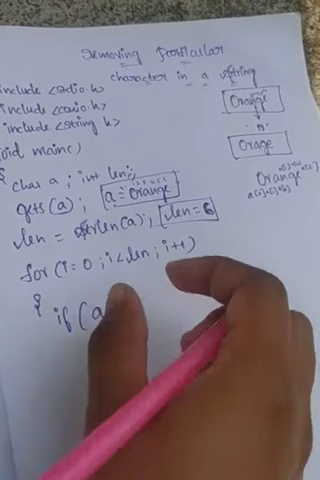 Removing Particular
character in a string
include <stdio.h>
include <conio.h>
include <string.h>
void main()
{ char a ; int len;
gets(a); a = Orange
len = strlen(a); len = 6
for (i=0 ; i<len ; i++)
{
if (a
Orange
'n'
Orage
Orange